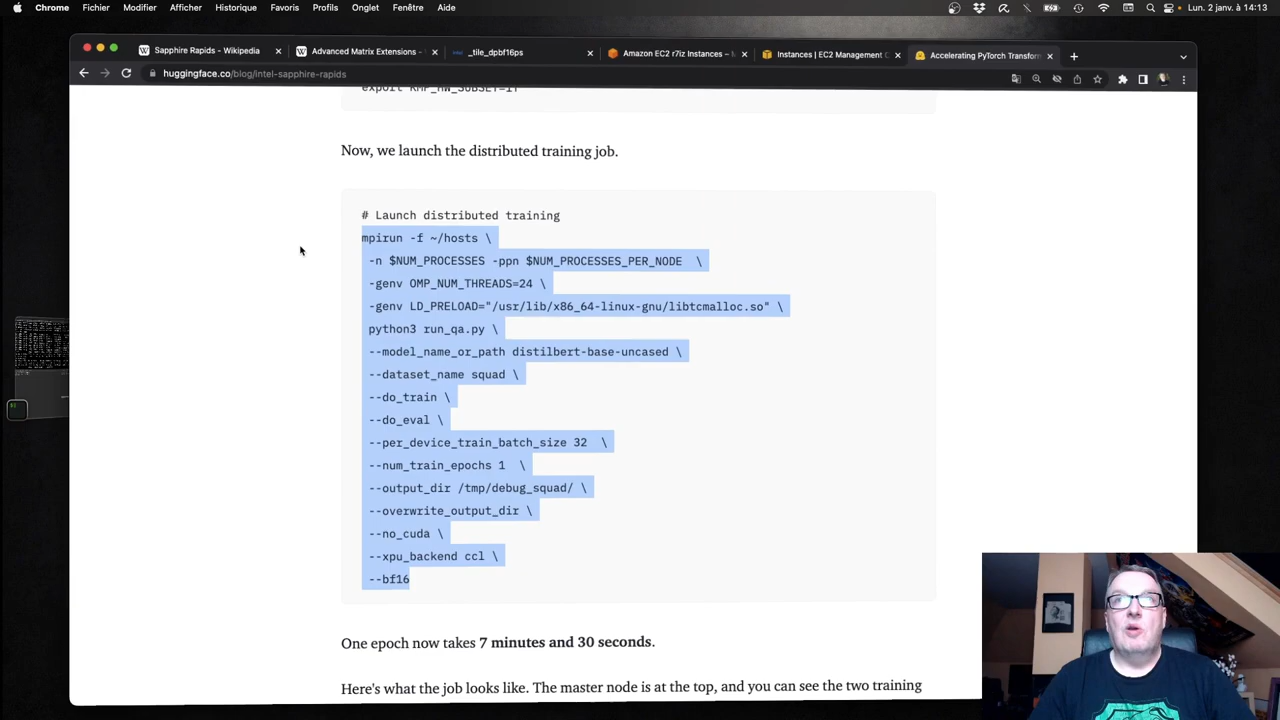 Chrome Fichier Modifier Afficher Historique Favoris Profils Onglet Fenêtre Aide Lun. 2 janv. à 14:13
Sapphire Rapids - Wikipedia Advanced Matrix Extensions - _tile_dpbf16ps Amazon EC2 r7iz Instances – Instances | EC2 Management Accelerating PyTorch Transform
huggingface.co/blog/intel-sapphire-rapids
Now, we launch the distributed training job.
# Launch distributed training
mpirun -f ~/hosts \
-n $NUM_PROCESSES -ppn $NUM_PROCESSES_PER_NODE \
-genv OMP_NUM_THREADS=24 \
-genv LD_PRELOAD="/usr/lib/x86_64-linux-gnu/libtcmalloc.so" \
python3 run_qa.py \
--model_name_or_path distilbert-base-uncased \
--dataset_name squad \
--do_train \
--do_eval \
--per_device_train_batch_size 32 \
--num_train_epochs 1 \
--output_dir /tmp/debug_squad/ \
--overwrite_output_dir \
--no_cuda \
--xpu_backend ccl \
--bf16
One epoch now takes 7 minutes and 30 seconds.
Here's what the job looks like. The master node is at the top, and you can see the two training